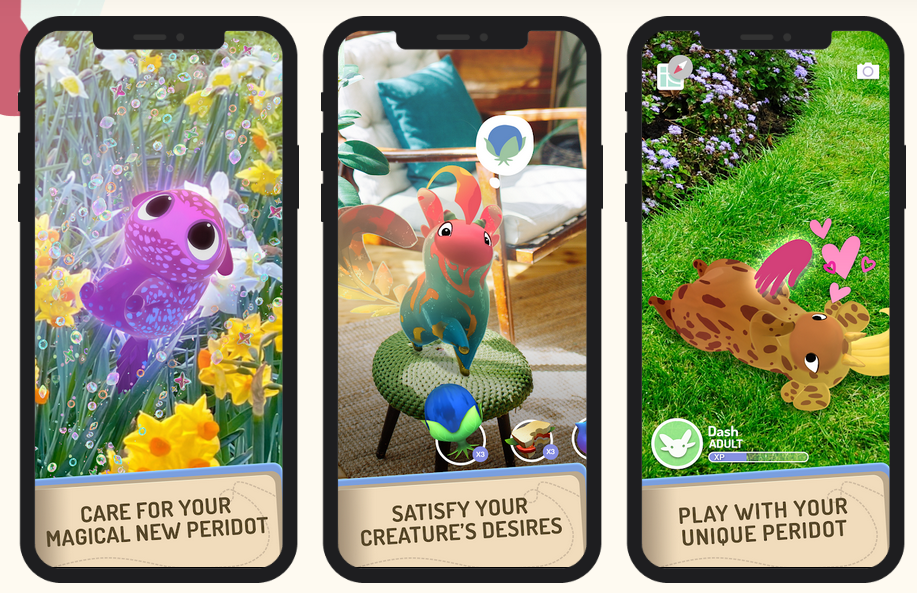 CARE FOR YOUR
MAGICAL NEW PERIDOT
X3
X3
SATISFY YOUR
CREATURE'S DESIRES
Dash
ADULT
XP
PLAY WITH YOUR
UNIQUE PERIDOT